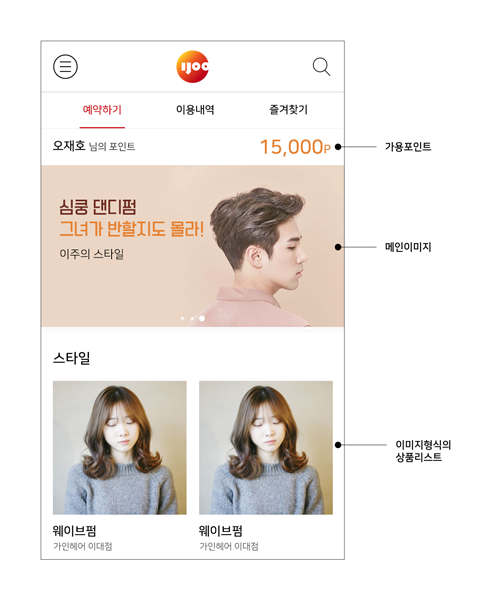 ijoo
예약하기 이용내역 즐겨찾기
오재호 님의 포인트 15,000P
가용포인트
심쿵 댄디펌
그녀가 반할지도 몰라!
이주의 스타일
메인이미지
스타일
이미지형식의
상품리스트
웨이브펌 웨이브펌
가인헤어 이대점 가인헤어 이대점